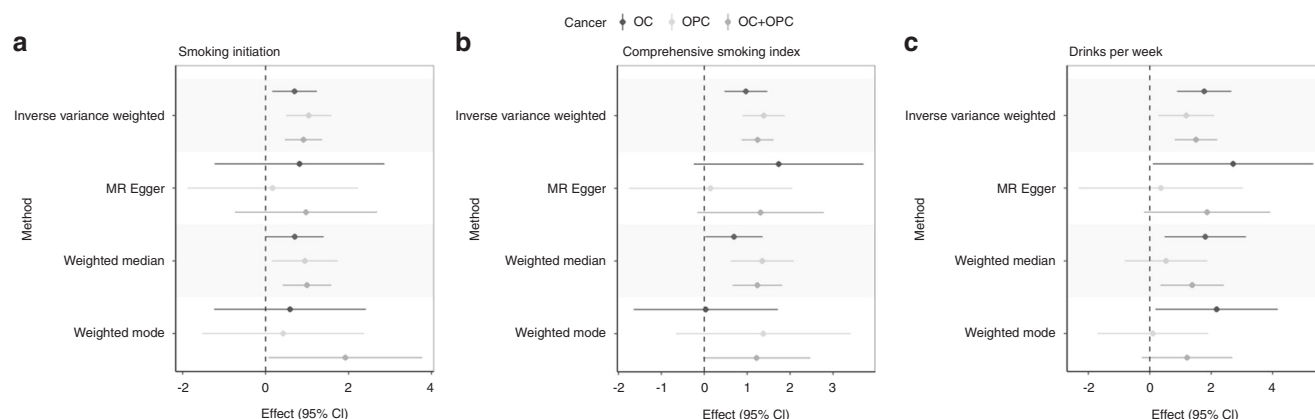 Cancer OC OPC OC+OPC
a
Smoking initiation
Inverse variance weighted
MR Egger
Weighted median
Weighted mode
Method
-2 0 2 4
Effect (95% CI)
b
Comprehensive smoking index
Inverse variance weighted
MR Egger
Weighted median
Weighted mode
Method
-2 -1 0 1 2 3
Effect (95% CI)
c
Drinks per week
Inverse variance weighted
MR Egger
Weighted median
Weighted mode
Method
-2 0 2 4
Effect (95% CI)